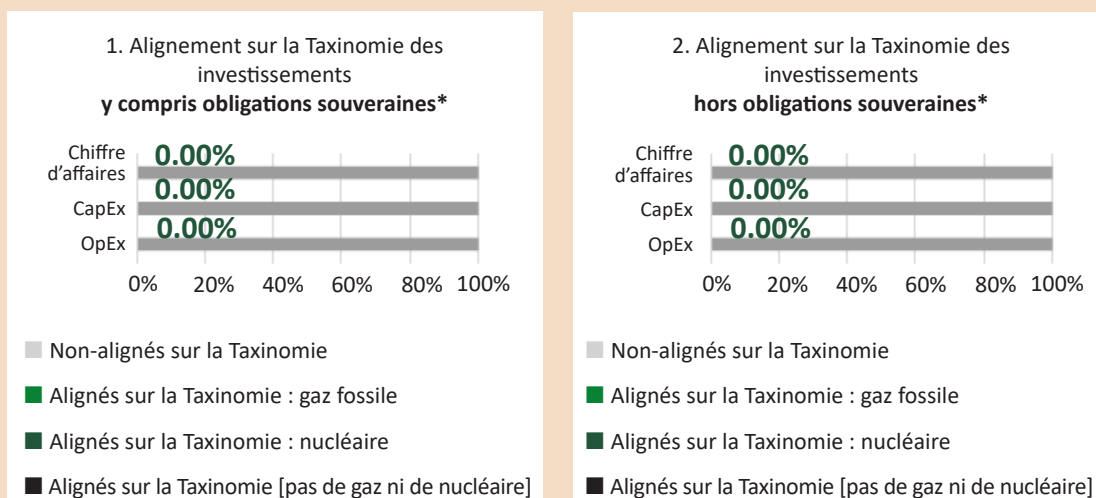 1. Alignement sur la Taxinomie des
investissements
y compris obligations souveraines*
Chiffre
d'affaires
0.00%
CapEx
0.00%
OpEx
0.00%
0% 20% 40% 60% 80% 100%
Non-alignés sur la Taxinomie
Alignés sur la Taxinomie : gaz fossile
Alignés sur la Taxinomie : nucléaire
Alignés sur la Taxinomie [pas de gaz ni de nucléaire]
2. Alignement sur la Taxinomie des
investissements
hors obligations souveraines*
Chiffre
d'affaires
0.00%
CapEx
0.00%
OpEx
0.00%
0% 20% 40% 60% 80% 100%
Non-alignés sur la Taxinomie
Alignés sur la Taxinomie : gaz fossile
Alignés sur la Taxinomie : nucléaire
Alignés sur la Taxinomie [pas de gaz ni de nucléaire]